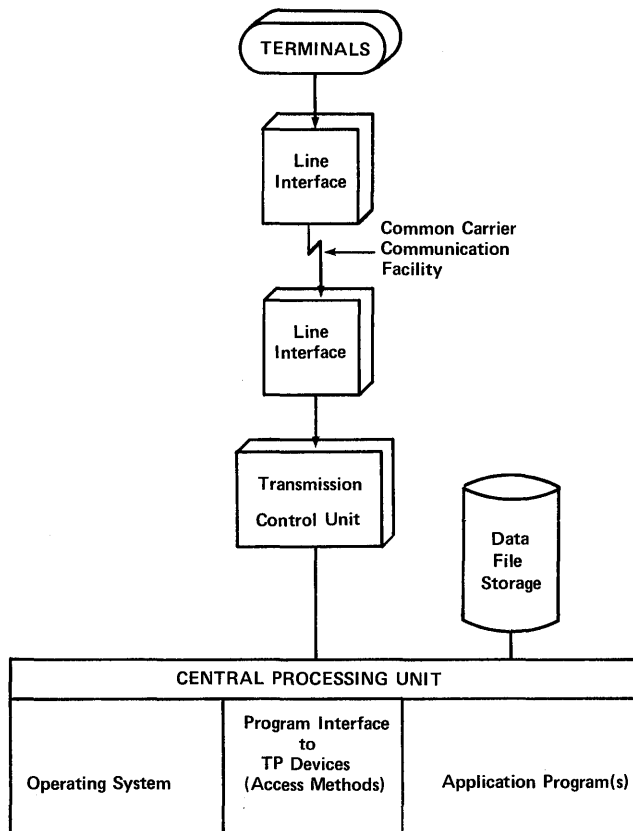 TERMINALS
Line
Interface
Common Carrier
Communication
Facility
Line
Interface
Transmission
Control Unit
Data
File
Storage
CENTRAL PROCESSING UNIT
Operating System
Program Interface
to
TP Devices
(Access Methods)
Application Program(s)